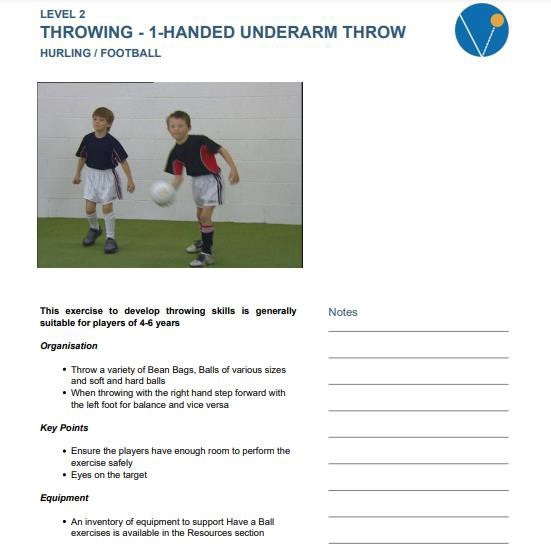 LEVEL 2
THROWING - 1-HANDED UNDERARM THROW
HURLING / FOOTBALL
This exercise to develop throwing skills is generally
suitable for players of 4-6 years
Organisation
• Throw a variety of Bean Bags, Balls of various sizes
and soft and hard balls
• When throwing with the right hand step forward with
the left foot for balance and vice versa
Key Points
• Ensure the players have enough room to perform the
exercise safely
• Eyes on the target
Equipment
• An inventory of equipment to support Have a Ball
exercises is available in the Resources section
Notes